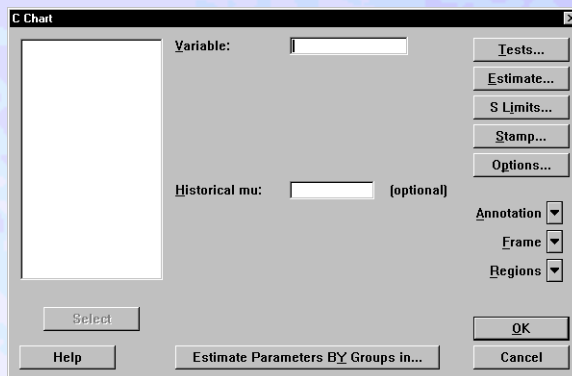 C Chart
Variable:
Tests...
Estimate...
S Limits...
Stamp...
Options...
Historical mu: (optional)
Annotation
Frame
Regions
Select
OK
Help
Estimate Parameters BY Groups in...
Cancel